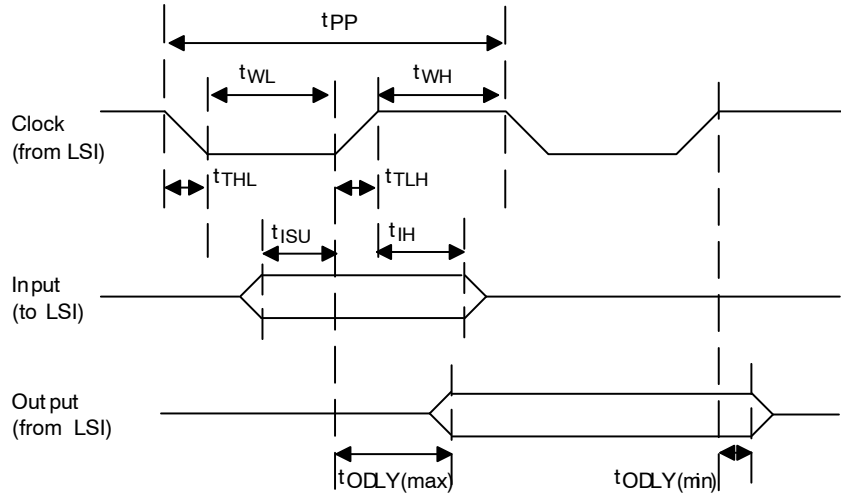 tPP
tWL
tWH
Clock
(from LSI)
tTHL
tTLH
tISU
tIH
Input
(to LSI)
Output
(from LSI)
tODLY(max)
tODLY(min)